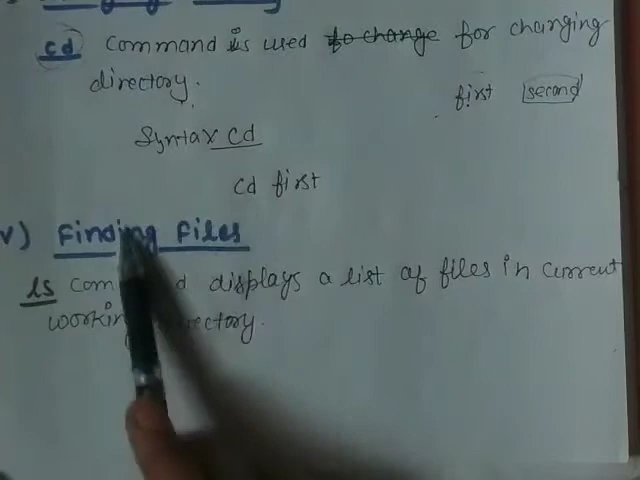 cd command is used to change for changing
directory.
first second
Syntax cd
cd first
v) Finding Files
ls displays a list of files in current
working directory.